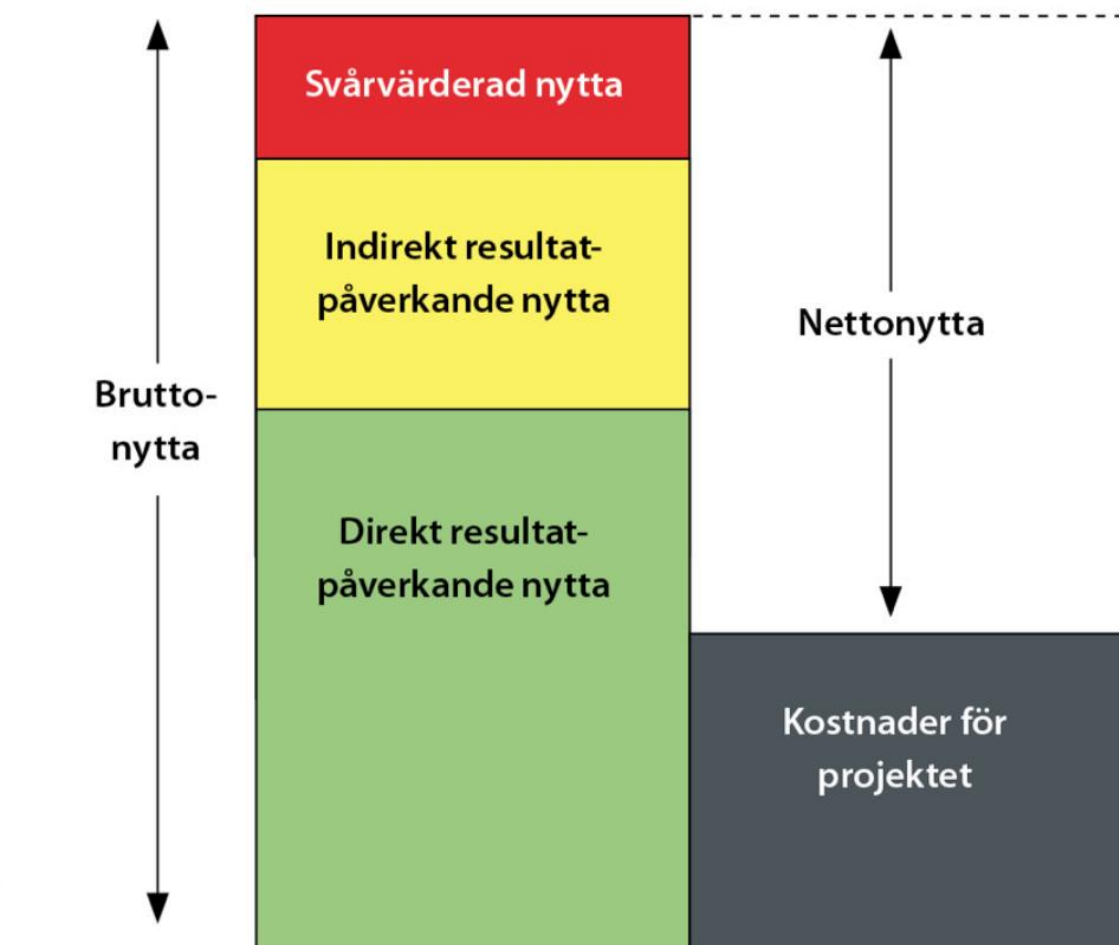 Svårvärderad nytta
Indirekt resultat-
påverkande nytta
Nettonytta
Brutto-
nytta
Direkt resultat-
påverkande nytta
Kostnader för
projektet